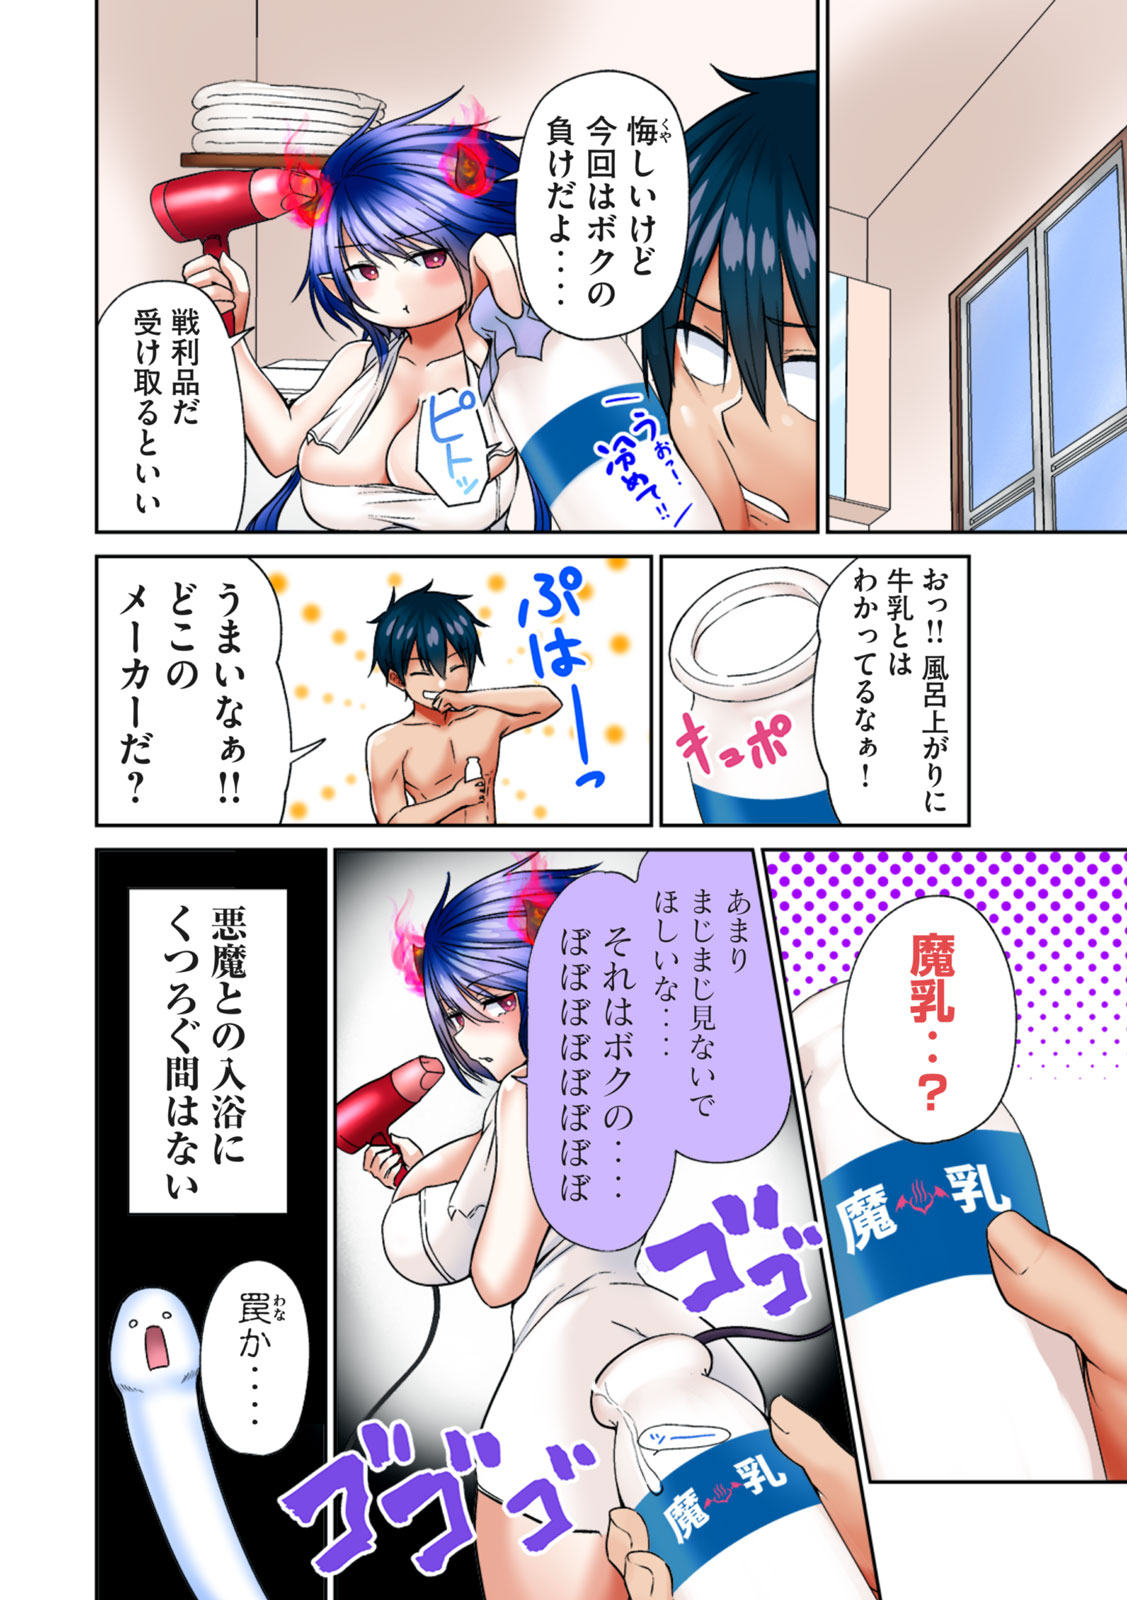 悔しいけど
今回はボクの
負けだよ‥‥
くや
うおっ！
冷めて!!
ピトッ
戦利品だ
受け取るといい
おっ!!風呂上がりに
牛乳とは
わかってるなぁ！
キュポ
ぷはーーっ
うまいなぁ!!
どこの
メーカーだ？
魔乳‥？
魔乳
あまり
まじまじ見ないで
ほしいな‥‥
それはボクの‥‥
ぼぼぼぼぼぼぼぼ
ゴゴゴ
ゴゴゴゴ
魔乳
悪魔との入浴に
くつろぐ間はない
罠か‥‥
わな